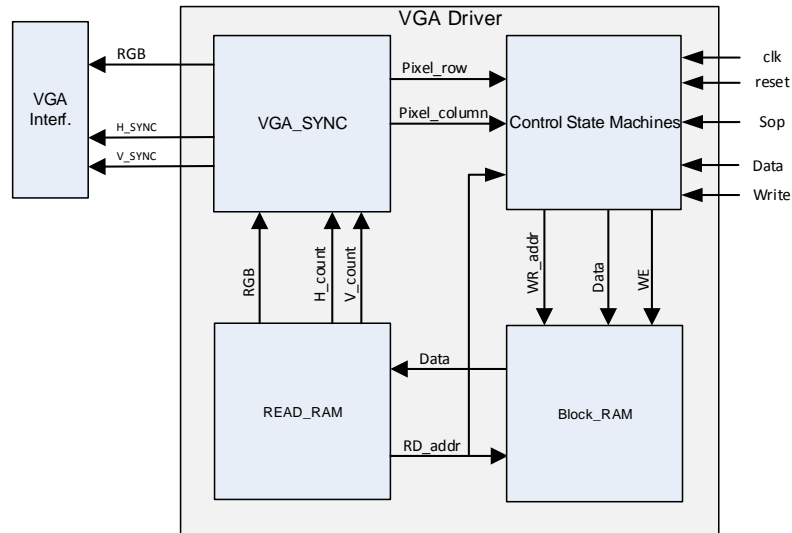 VGA Driver
RGB
clk
Pixel_row
reset
VGA
Interf.
H_SYNC
VGA_SYNC
Pixel_column
Control State Machines
Sop
V_SYNC
Data
Write
RGB
H_count
V_count
WR_addr
Data
WE
Data
READ_RAM
Block_RAM
RD_addr